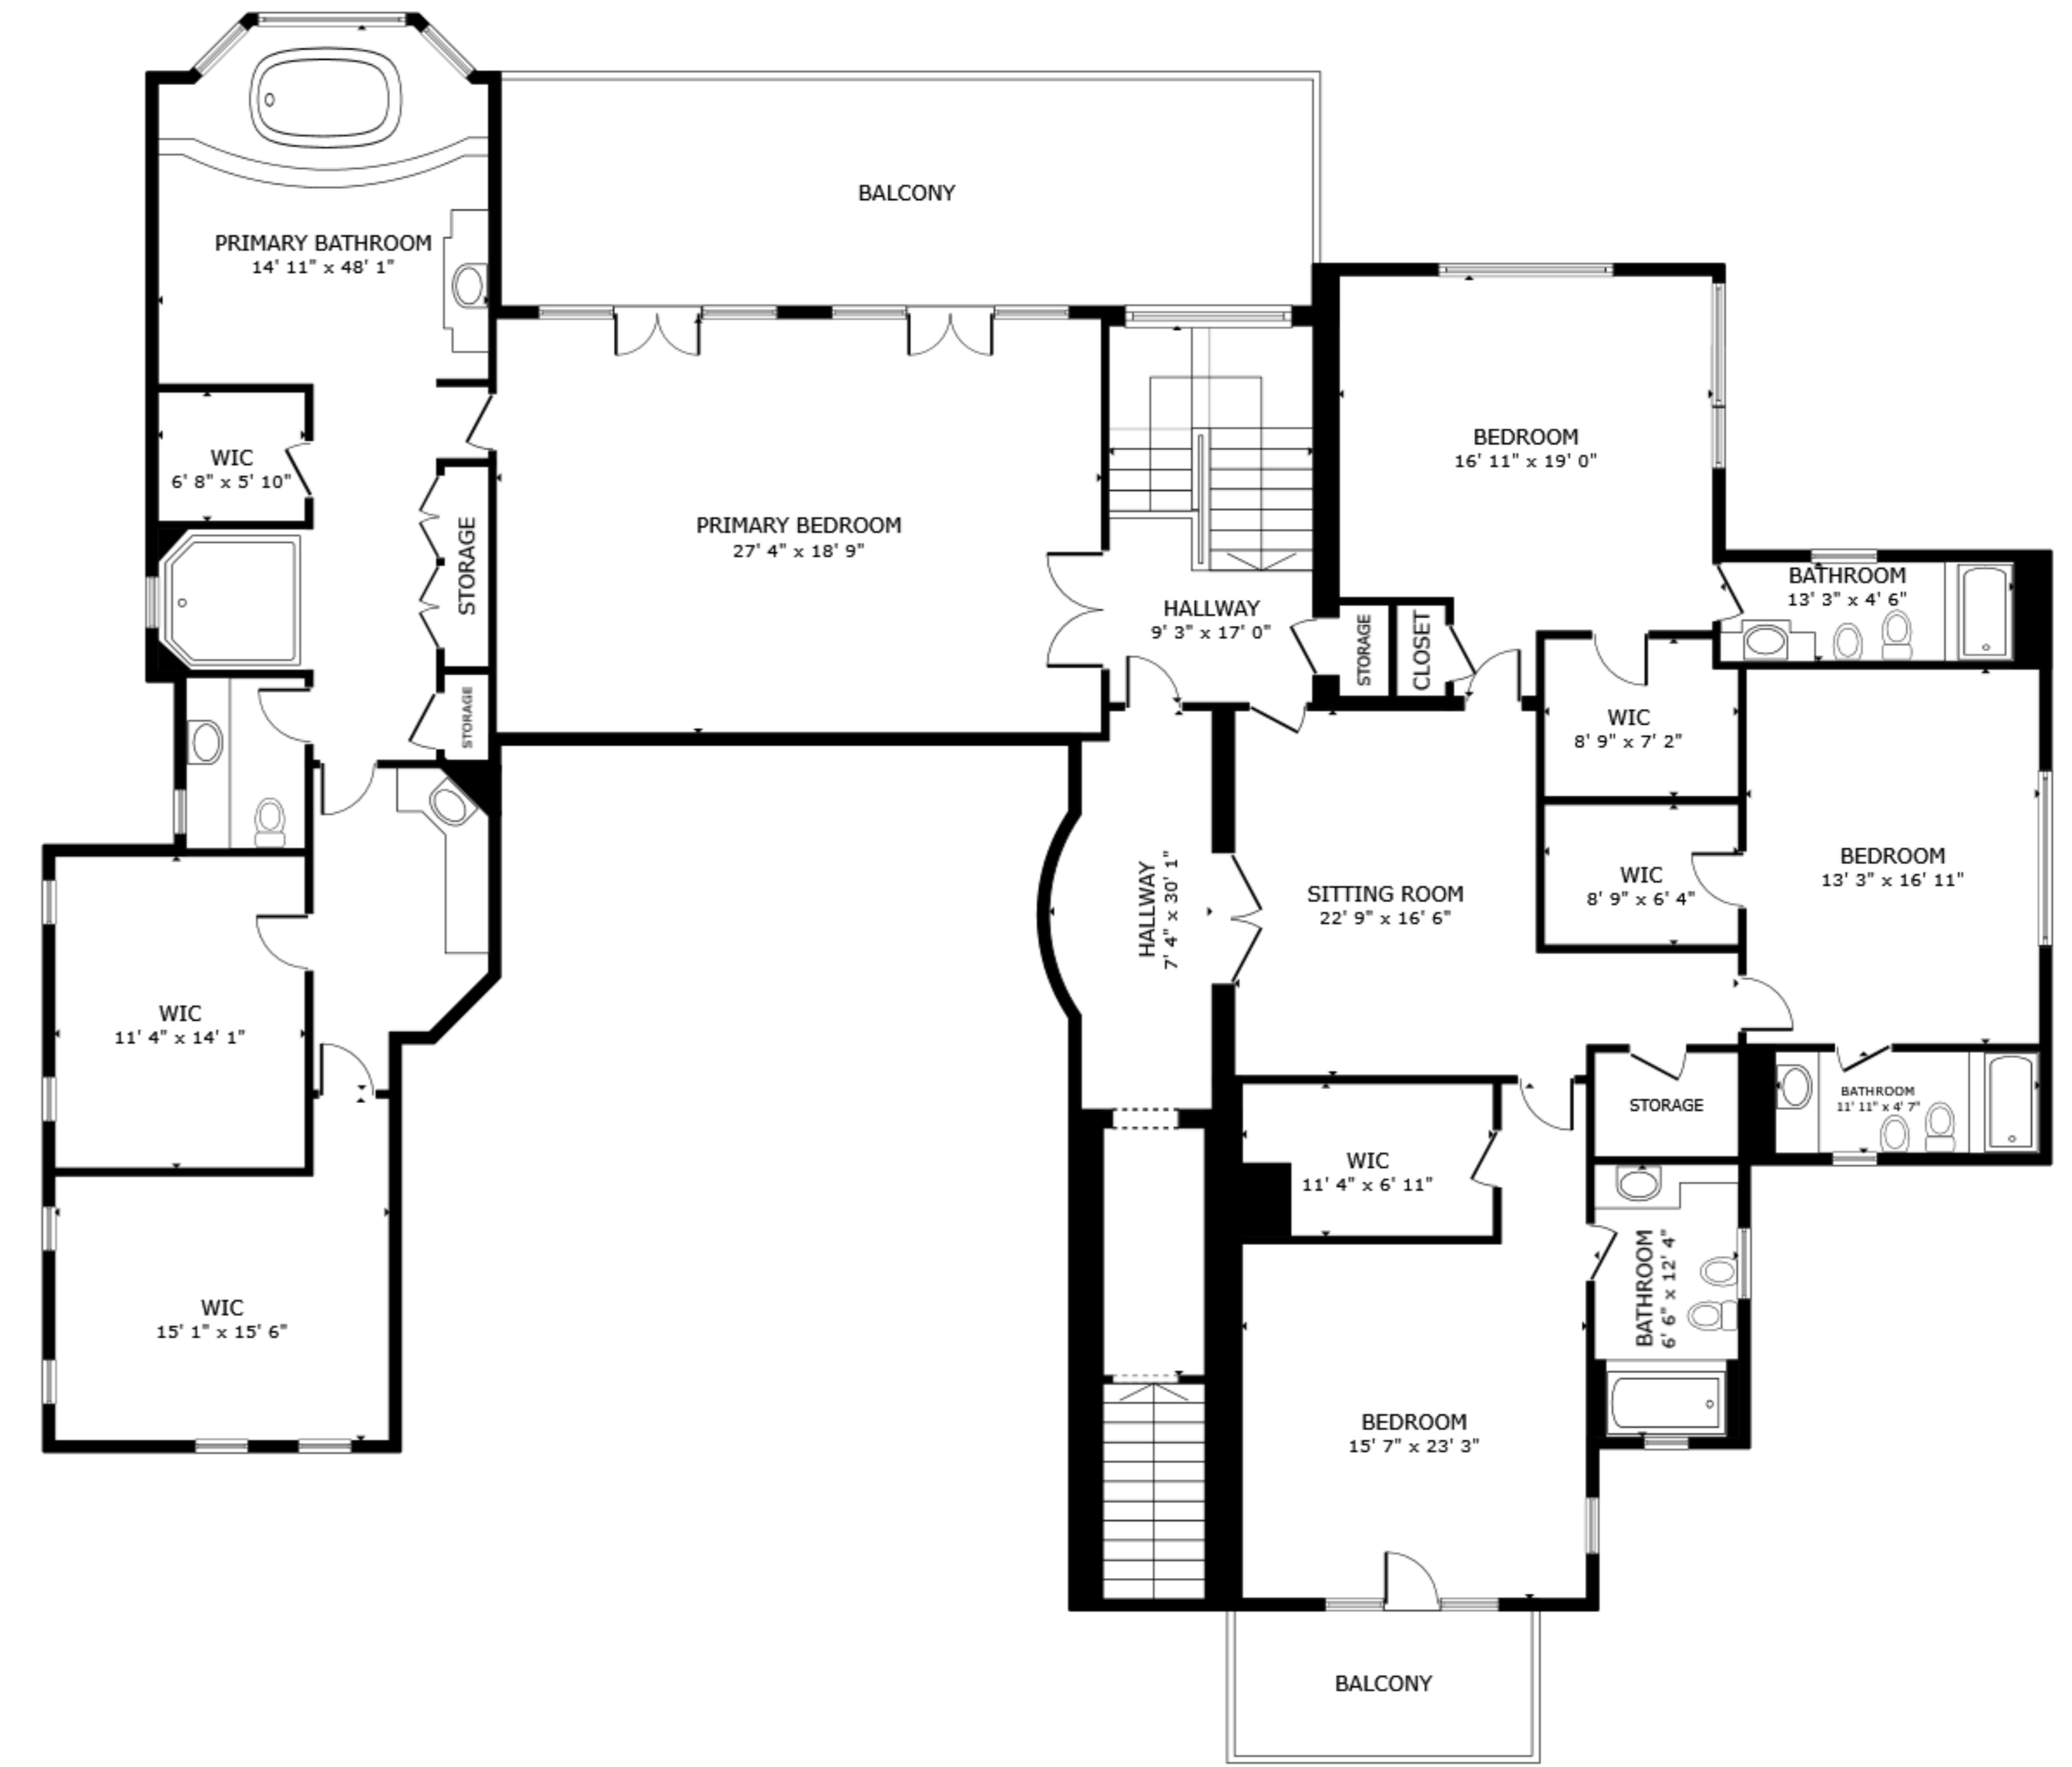 BALCONY
PRIMARY BATHROOM
14' 11" x 48' 1"
WIC
6' 8" x 5' 10"
STORAGE
STORAGE
PRIMARY BEDROOM
27' 4" x 18' 9"
HALLWAY
9' 3" x 17' 0"
STORAGE
CLOSET
BEDROOM
16' 11" x 19' 0"
BATHROOM
13' 3" x 4' 6"
WIC
8' 9" x 7' 2"
WIC
8' 9" x 6' 4"
BEDROOM
13' 3" x 16' 11"
HALLWAY
7' 4" x 30' 1"
SITTING ROOM
22' 9" x 16' 6"
WIC
11' 4" x 14' 1"
STORAGE
BATHROOM
11' 11" x 4' 7"
WIC
11' 4" x 6' 11"
BATHROOM
6' 6" x 12' 4"
WIC
15' 1" x 15' 6"
BEDROOM
15' 7" x 23' 3"
BALCONY